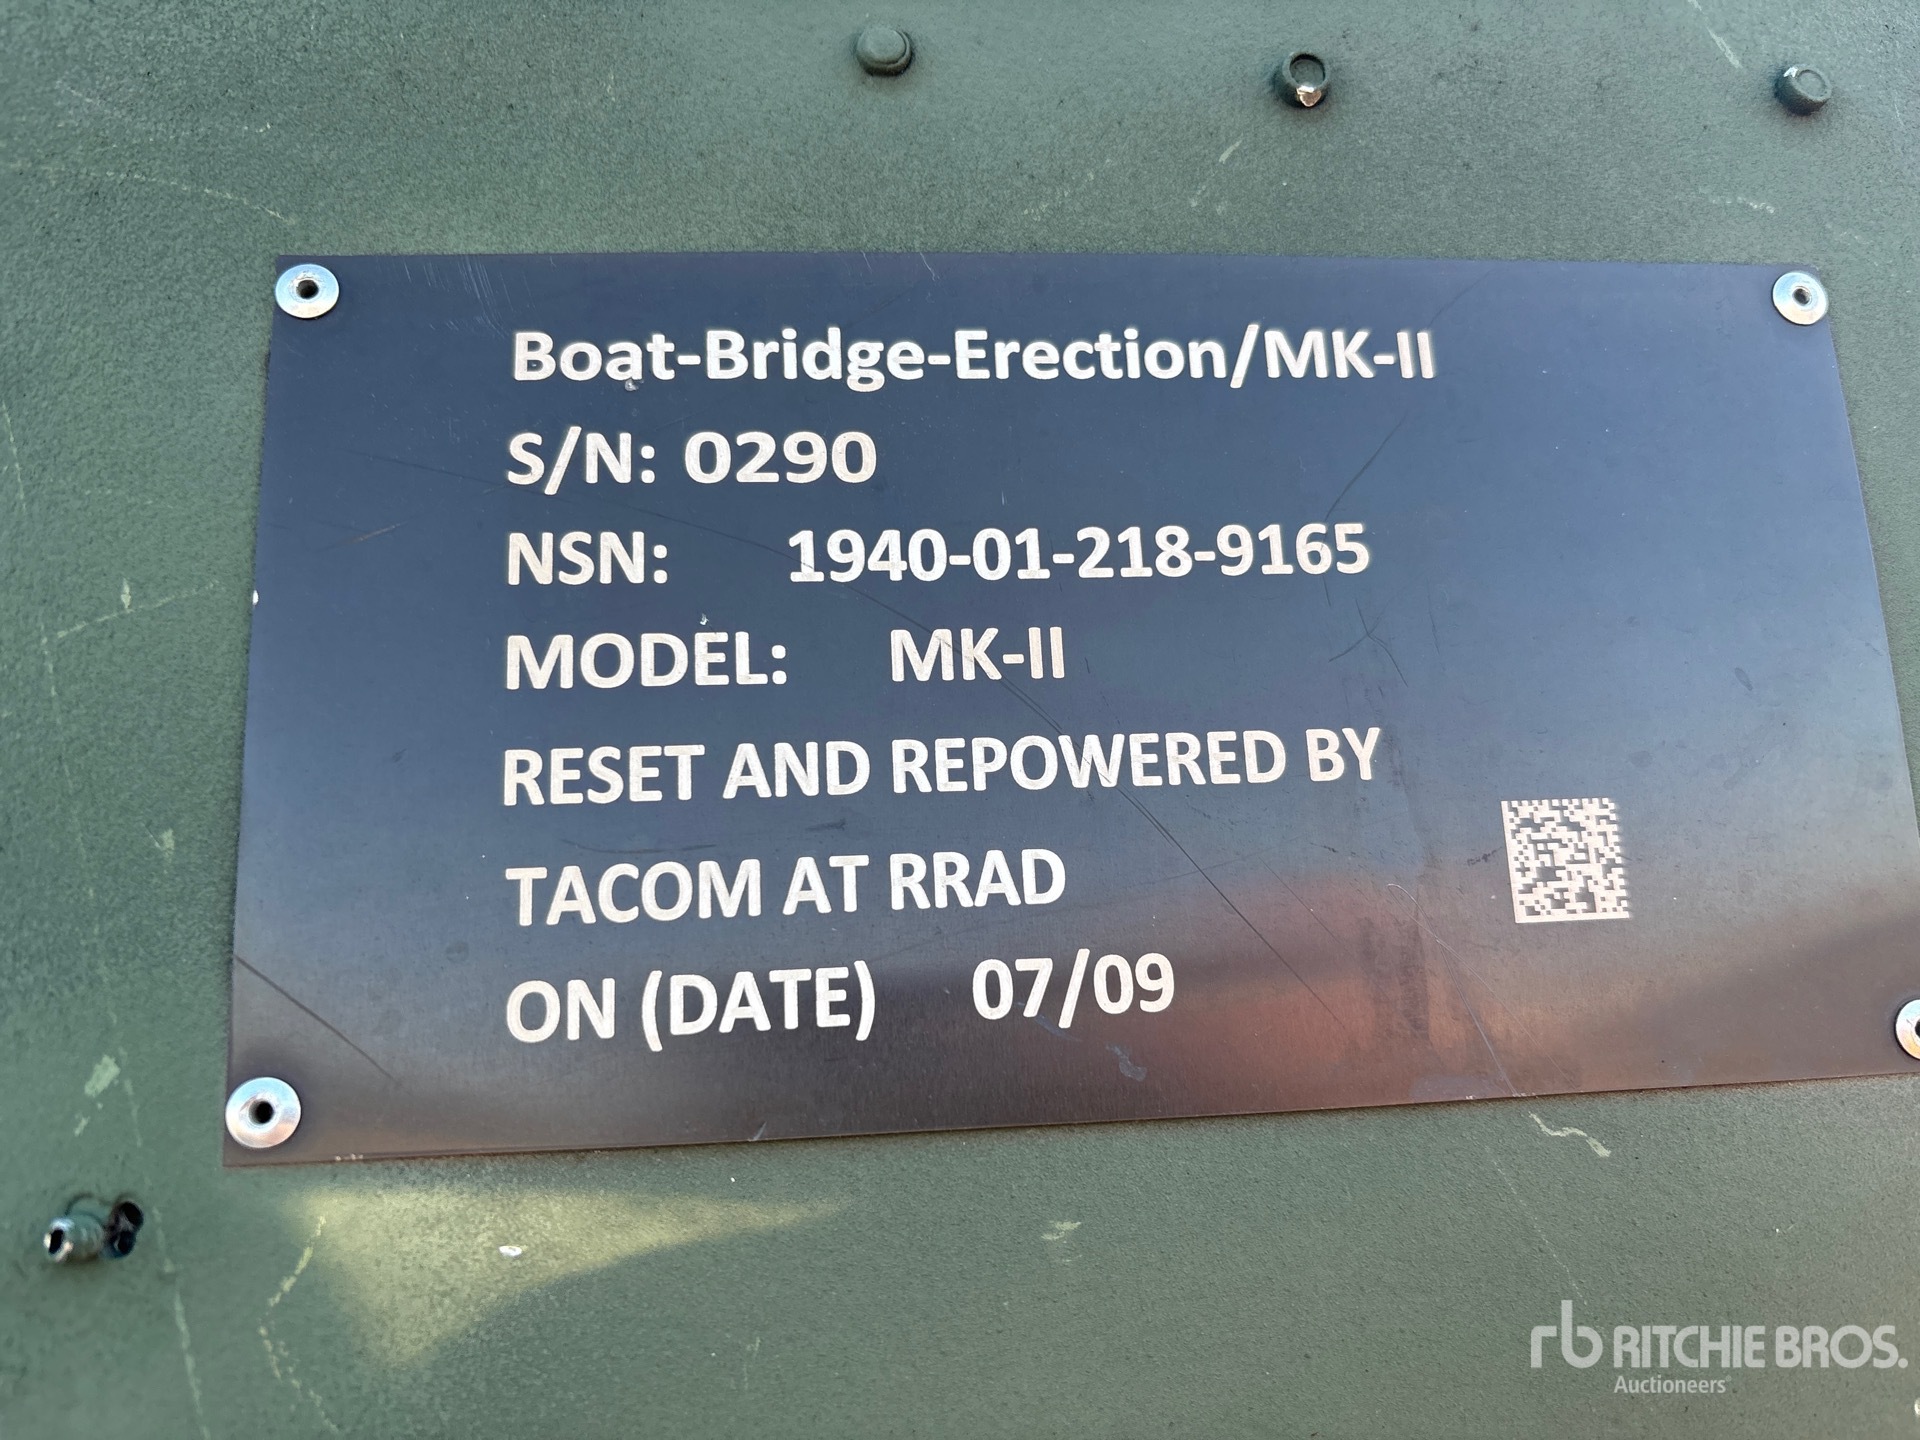 Boat-Bridge-Erection/MK-II
S/N: 0290
NSN: 1940-01-218-9165
MODEL: MK-II
RESET AND REPOWERED BY
TACOM AT RRAD
ON (DATE) 07/09
rb RITCHIE BROS.
Auctioneers